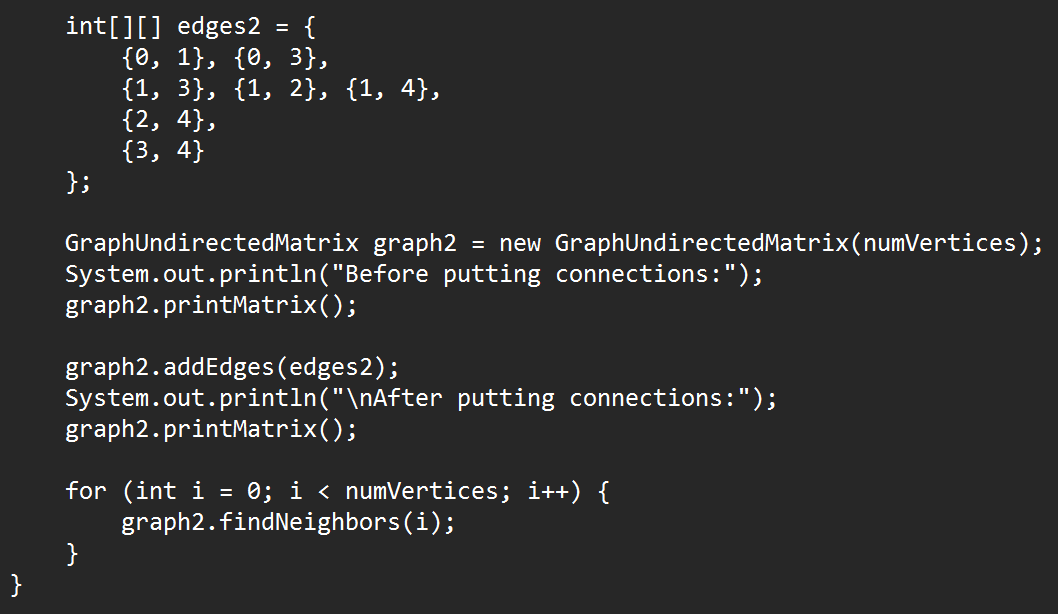 int[][] edges2 = {
{0, 1}, {0, 3},
{1, 3}, {1, 2}, {1, 4},
{2, 4},
{3, 4}
};
GraphUndirectedMatrix graph2 = new GraphUndirectedMatrix(numVertices);
System.out.println("Before putting connections:");
graph2.printMatrix();
graph2.addEdges(edges2);
System.out.println("\nAfter putting connections:");
graph2.printMatrix();
for (int i = 0; i < numVertices; i++) {
graph2.findNeighbors(i);
}
}